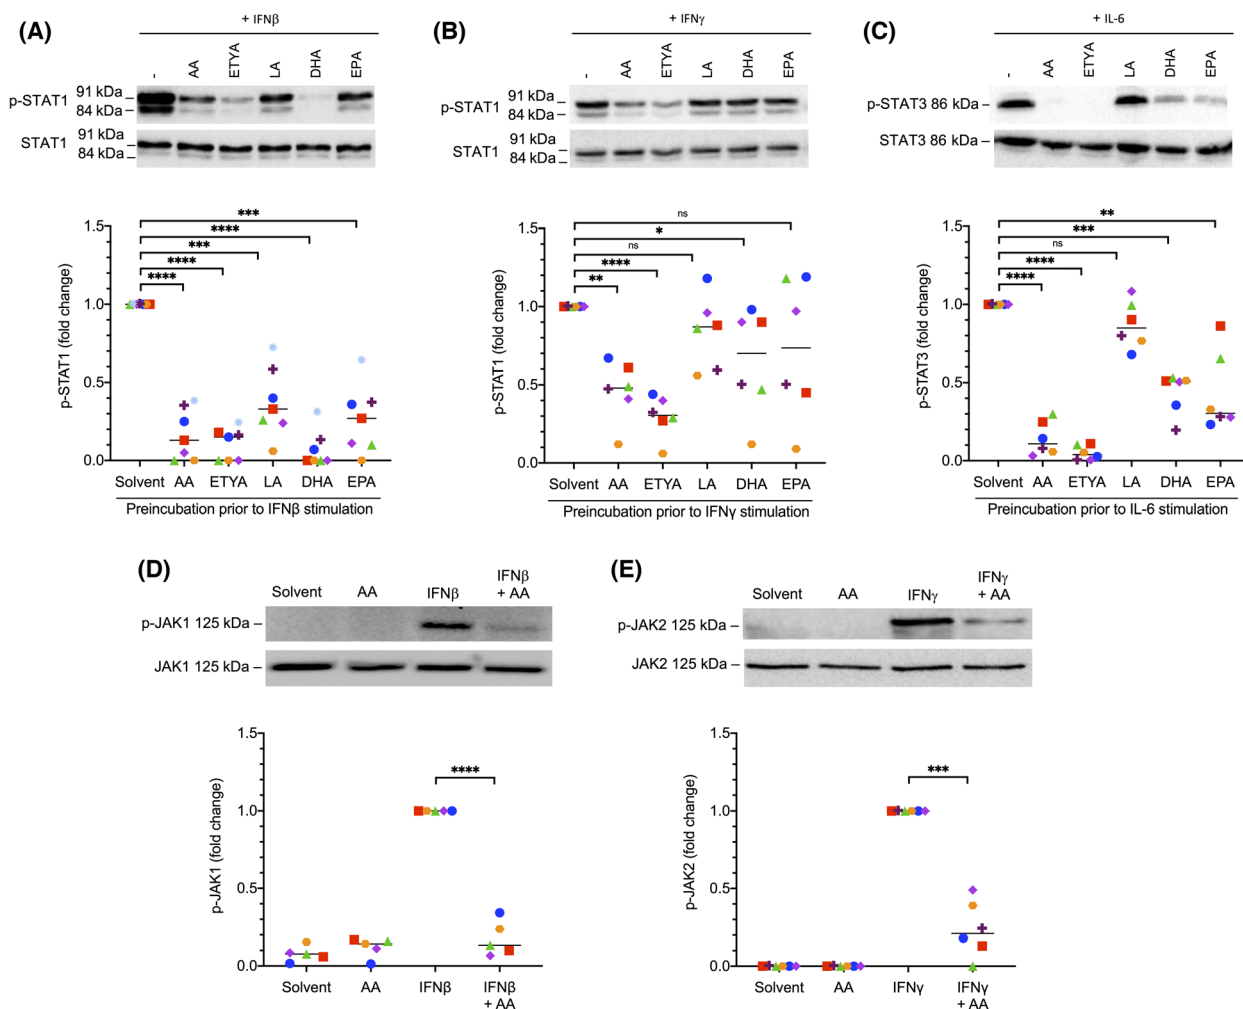 (A)
+ IFNβ
-
AA
ETYA
LA
DHA
EPA
p-STAT1
91 kDa
84 kDa
STAT1
91 kDa
84 kDa
p-STAT1 (fold change)
1.5
1.0
0.5
0.0
***
****
***
****
****
Solvent AA ETYA LA DHA EPA
Preincubation prior to IFNβ stimulation
(B)
+ IFNγ
-
AA
ETYA
LA
DHA
EPA
p-STAT1
91 kDa
84 kDa
STAT1
91 kDa
84 kDa
p-STAT1 (fold change)
1.5
1.0
0.5
0.0
ns
*
ns
****
**
Solvent AA ETYA LA DHA EPA
Preincubation prior to IFNγ stimulation
(C)
+ IL-6
-
AA
ETYA
LA
DHA
EPA
p-STAT3 86 kDa
STAT3 86 kDa
p-STAT3 (fold change)
1.5
1.0
0.5
0.0
**
***
ns
****
****
Solvent AA ETYA LA DHA EPA
Preincubation prior to IL-6 stimulation
(D)
Solvent AA IFNβ IFNβ
+ AA
p-JAK1 125 kDa
JAK1 125 kDa
p-JAK1 (fold change)
1.5
1.0
0.5
0.0
****
Solvent AA IFNβ IFNβ
+ AA
(E)
Solvent AA IFNγ IFNγ
+ AA
p-JAK2 125 kDa
JAK2 125 kDa
p-JAK2 (fold change)
1.5
1.0
0.5
0.0
***
Solvent AA IFNγ IFNγ
+ AA